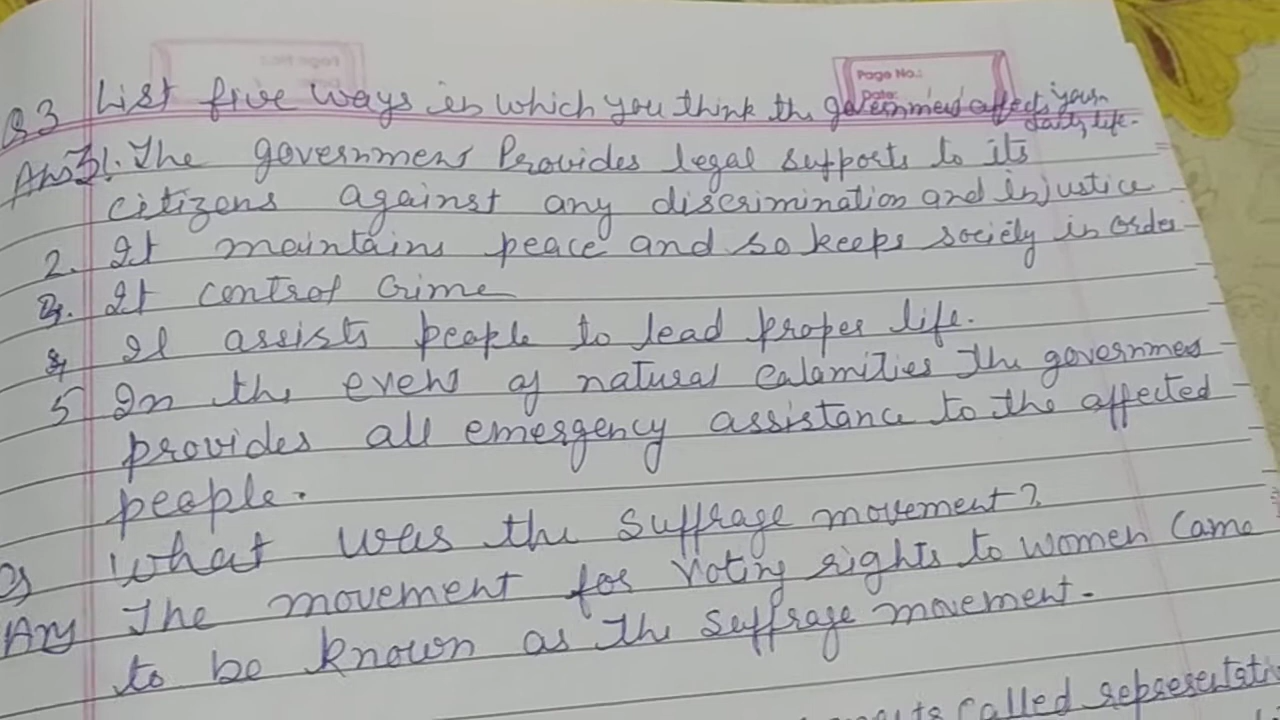 Page No.:
Date:
Q3 List five ways in which you think the government affects your
daily life.
Ans3 1. The government Provides legal supports to its
citizens against any discrimination and injustice
2. It maintains peace and so keeps society in order
3. It control Crime
4 It assists people to lead proper life.
5 In the event of natural calamities the government
provides all emergency assistance to the affected
people.
What was the suffrage movement?
Ans The movement for voting rights to women came
to be known as the suffrage movement.
called